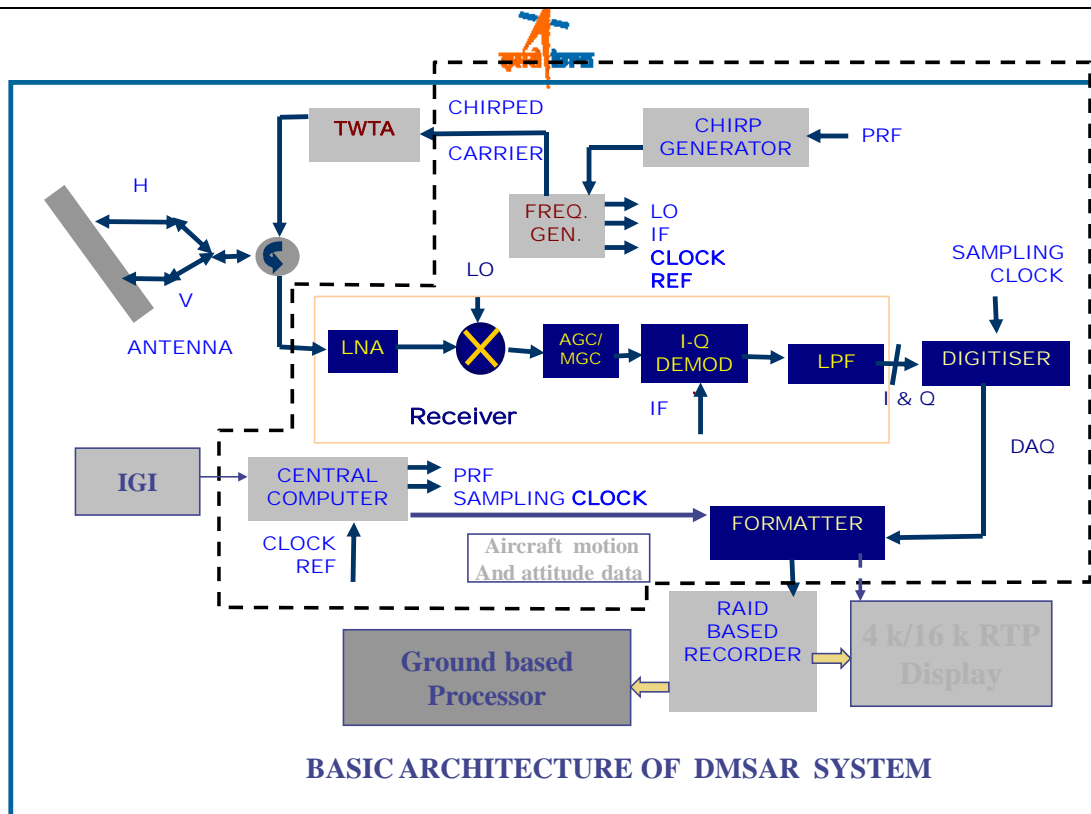 इसरो isro
CHIRPED
CARRIER
TWTA
CHIRP
GENERATOR
PRF
H
V
ANTENNA
FREQ.
GEN.
LO
IF
CLOCK
REF
LO
SAMPLING
CLOCK
LNA
AGC/
MGC
I-Q
DEMOD
LPF
I & Q
DIGITISER
Receiver
IF
DAQ
IGI
CENTRAL
COMPUTER
PRF
SAMPLING CLOCK
CLOCK
REF
Aircraft motion
And attitude data
FORMATTER
RAID
BASED
RECORDER
4 k/16 k RTP
Display
Ground based
Processor
BASIC ARCHITECTURE OF DMSAR SYSTEM